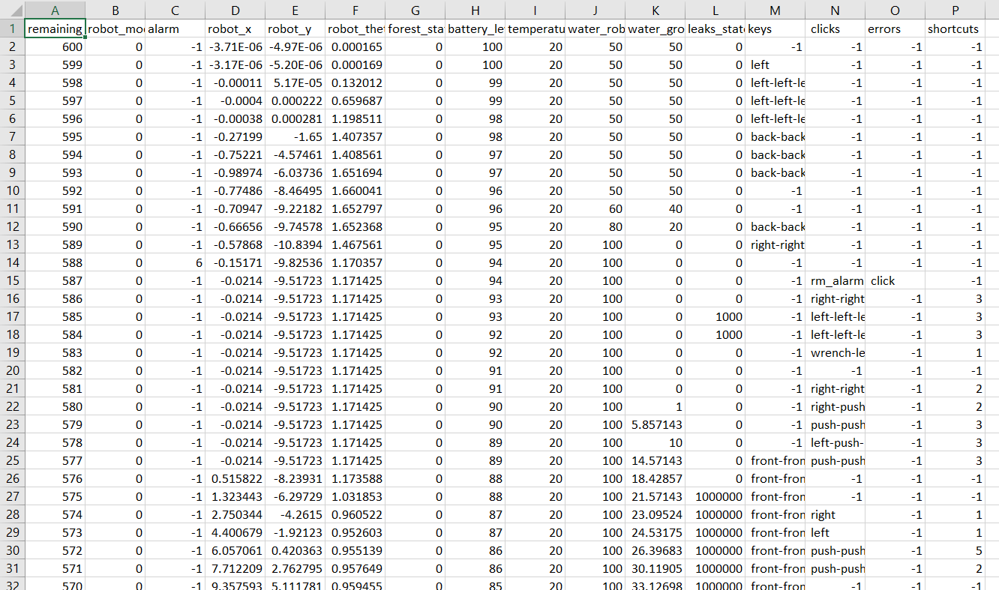 A B C D E F G H I J K L M N O P
1 remaining robot_mo alarm robot_x robot_y robot_thet forest_sta battery_le temperatu water_rob water_gro leaks_stat keys clicks errors shortcuts
2 600 0 -1 -3.71E-06 -4.97E-06 0.000165 0 100 20 50 50 0 -1 -1 -1 -1
3 599 0 -1 -3.17E-06 -5.20E-06 0.000169 0 100 20 50 50 0 left -1 -1 -1
4 598 0 -1 -0.00011 5.17E-05 0.132012 0 99 20 50 50 0 left-left-le -1 -1 -1
5 597 0 -1 -0.0004 0.000222 0.659687 0 99 20 50 50 0 left-left-le -1 -1 -1
6 596 0 -1 -0.00038 0.000281 1.198511 0 98 20 50 50 0 left-left-le -1 -1 -1
7 595 0 -1 -0.27199 -1.65 1.407357 0 98 20 50 50 0 back-back -1 -1 -1
8 594 0 -1 -0.75221 -4.57461 1.408561 0 97 20 50 50 0 back-back -1 -1 -1
9 593 0 -1 -0.98974 -6.03736 1.651694 0 97 20 50 50 0 back-back -1 -1 -1
10 592 0 -1 -0.77486 -8.46495 1.660041 0 96 20 50 50 0 -1 -1 -1 -1
11 591 0 -1 -0.70947 -9.22182 1.652797 0 96 20 60 40 0 -1 -1 -1 -1
12 590 0 -1 -0.66656 -9.74578 1.652368 0 95 20 80 20 0 back-back -1 -1 -1
13 589 0 -1 -0.57868 -10.8394 1.467561 0 95 20 100 0 0 right-right -1 -1 -1
14 588 0 6 -0.15171 -9.82536 1.170357 0 94 20 100 0 0 -1 -1 -1 -1
15 587 0 -1 -0.0214 -9.51723 1.171425 0 94 20 100 0 0 -1 rm_alarm click -1
16 586 0 -1 -0.0214 -9.51723 1.171425 0 93 20 100 0 0 -1 right-right -1 3
17 585 0 -1 -0.0214 -9.51723 1.171425 0 93 20 100 0 1000 -1 left-left-le -1 3
18 584 0 -1 -0.0214 -9.51723 1.171425 0 92 20 100 0 1000 -1 left-left-le -1 3
19 583 0 -1 -0.0214 -9.51723 1.171425 0 92 20 100 0 0 -1 wrench-le -1 1
20 582 0 -1 -0.0214 -9.51723 1.171425 0 91 20 100 0 0 -1 -1 -1 -1
21 581 0 -1 -0.0214 -9.51723 1.171425 0 91 20 100 0 0 -1 right-right -1 2
22 580 0 -1 -0.0214 -9.51723 1.171425 0 90 20 100 1 0 -1 right-push -1 2
23 579 0 -1 -0.0214 -9.51723 1.171425 0 90 20 100 5.857143 0 -1 push-push -1 3
24 578 0 -1 -0.0214 -9.51723 1.171425 0 89 20 100 10 0 -1 left-push- -1 3
25 577 0 -1 -0.0214 -9.51723 1.171425 0 89 20 100 14.57143 0 front-fron push-push -1 3
26 576 0 -1 0.515822 -8.23931 1.173588 0 88 20 100 18.42857 0 front-fron -1 -1 -1
27 575 0 -1 1.323443 -6.29729 1.031853 0 88 20 100 21.57143 1000000 front-fron -1 -1 -1
28 574 0 -1 2.750344 -4.2615 0.960522 0 87 20 100 23.09524 1000000 front-fron right -1 1
29 573 0 -1 4.400679 -1.92123 0.952603 0 87 20 100 24.53175 1000000 front-fron left -1 1
30 572 0 -1 6.057061 0.420363 0.955139 0 86 20 100 26.39683 1000000 front-fron push-push -1 5
31 571 0 -1 7.712209 2.762795 0.957649 0 86 20 100 30.11905 1000000 front-fron push-push -1 2
32 570 0 -1 9.357593 5.111781 0.959455 0 85 20 100 33.12698 1000000 front-fron -1 -1 -1